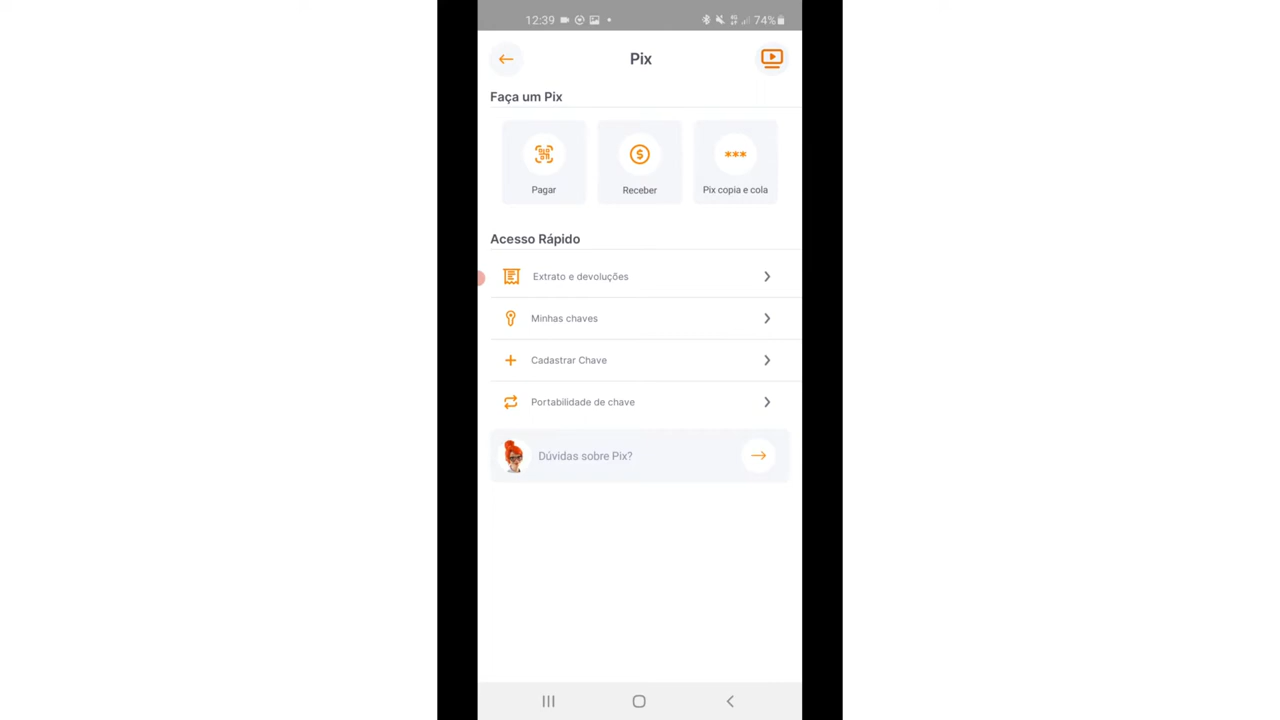 12:39
74%
Pix
Faça um Pix
Pagar
Receber
***
Pix copia e cola
Acesso Rápido
Extrato e devoluções
Minhas chaves
Cadastrar Chave
Portabilidade de chave
Dúvidas sobre Pix?